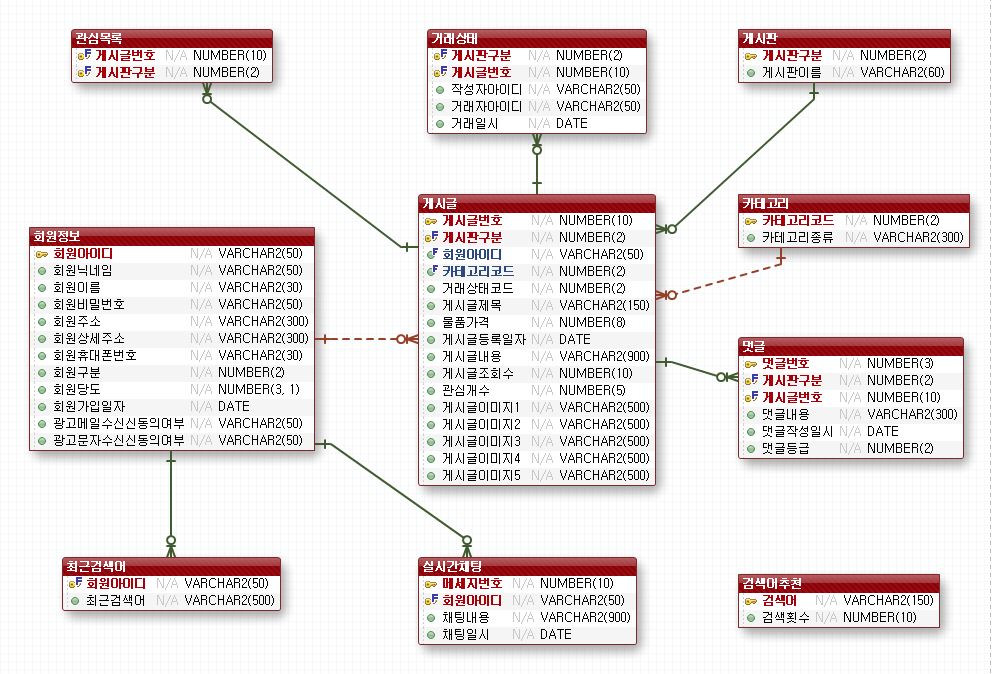 관심목록
게시글번호 N/A NUMBER(10)
게시판구분 N/A NUMBER(2)
거래상태
게시판구분 N/A NUMBER(2)
게시글번호 N/A NUMBER(10)
작성자아이디 N/A VARCHAR2(50)
거래자아이디 N/A VARCHAR2(50)
거래일시 N/A DATE
게시판
게시판구분 N/A NUMBER(2)
게시판이름 N/A VARCHAR2(60)
회원정보
회원아이디 N/A VARCHAR2(50)
회원닉네임 N/A VARCHAR2(50)
회원이름 N/A VARCHAR2(30)
회원비밀번호 N/A VARCHAR2(50)
회원주소 N/A VARCHAR2(300)
회원상세주소 N/A VARCHAR2(300)
회원휴대폰번호 N/A VARCHAR2(30)
회원구분 N/A NUMBER(2)
회원당도 N/A NUMBER(3, 1)
회원가입일자 N/A DATE
광고메일수신신동의여부 N/A VARCHAR2(50)
광고문자수신신동의여부 N/A VARCHAR2(50)
게시글
게시글번호 N/A NUMBER(10)
게시판구분 N/A NUMBER(2)
회원아이디 N/A VARCHAR2(50)
카테고리코드 N/A NUMBER(2)
거래상태코드 N/A NUMBER(2)
게시글제목 N/A VARCHAR2(150)
물품가격 N/A NUMBER(8)
게시글등록일자 N/A DATE
게시글내용 N/A VARCHAR2(900)
게시글조회수 N/A NUMBER(10)
관심개수 N/A NUMBER(5)
게시글이미지1 N/A VARCHAR2(500)
게시글이미지2 N/A VARCHAR2(500)
게시글이미지3 N/A VARCHAR2(500)
게시글이미지4 N/A VARCHAR2(500)
게시글이미지5 N/A VARCHAR2(500)
카테고리
카테고리코드 N/A NUMBER(2)
카테고리종류 N/A VARCHAR2(300)
댓글
댓글번호 N/A NUMBER(3)
게시판구분 N/A NUMBER(2)
게시글번호 N/A NUMBER(10)
댓글내용 N/A VARCHAR2(300)
댓글작성일시 N/A DATE
댓글등급 N/A NUMBER(2)
최근검색어
회원아이디 N/A VARCHAR2(50)
최근검색어 N/A VARCHAR2(500)
실시간채팅
메세지번호 N/A NUMBER(10)
회원아이디 N/A VARCHAR2(50)
채팅내용 N/A VARCHAR2(900)
채팅일시 N/A DATE
검색어추천
검색어 N/A VARCHAR2(150)
검색횟수 N/A NUMBER(10)